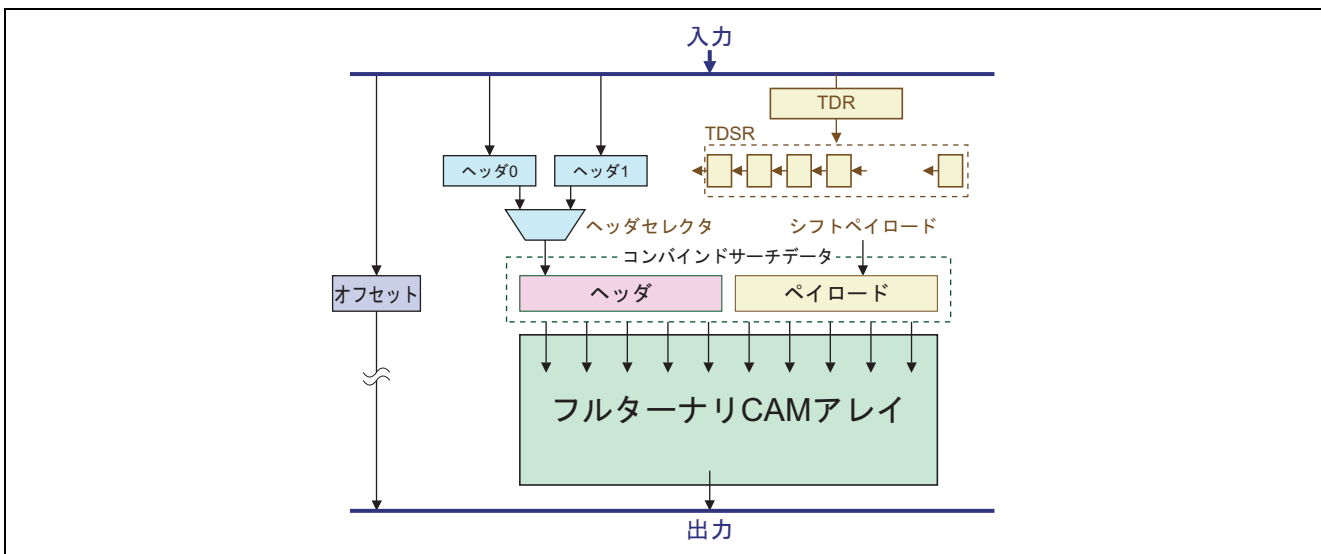 入力
TDR
TDSR
ヘッダ0
ヘッダ1
ヘッダセレクタ
シフトペイロード
コンバインドサーチデータ
オフセット
ヘッダ
ペイロード
フルターナリCAMアレイ
出力